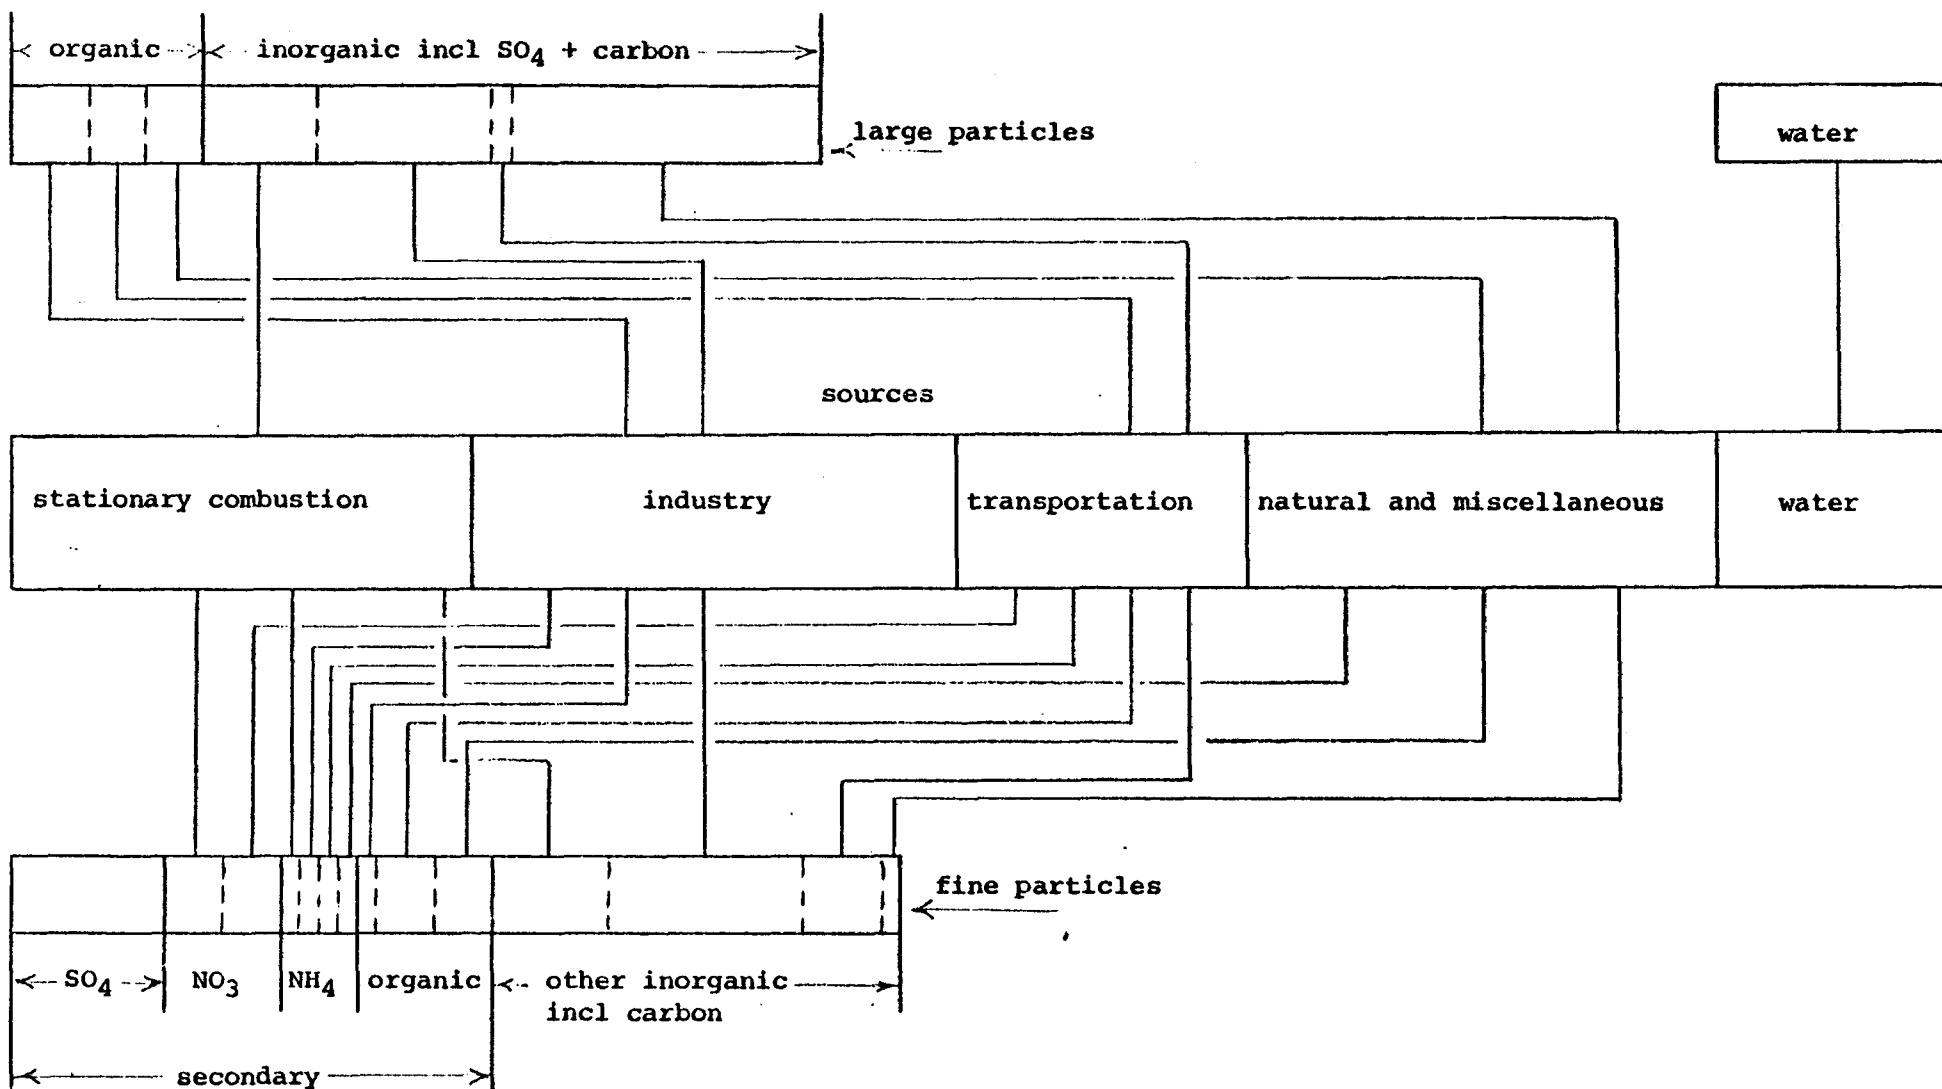 organic
inorganic incl SO4 + carbon
large particles
water
sources
stationary combustion
industry
transportation
natural and miscellaneous
water
fine particles
SO4
NO3
NH4
organic
other inorganic
incl carbon
secondary